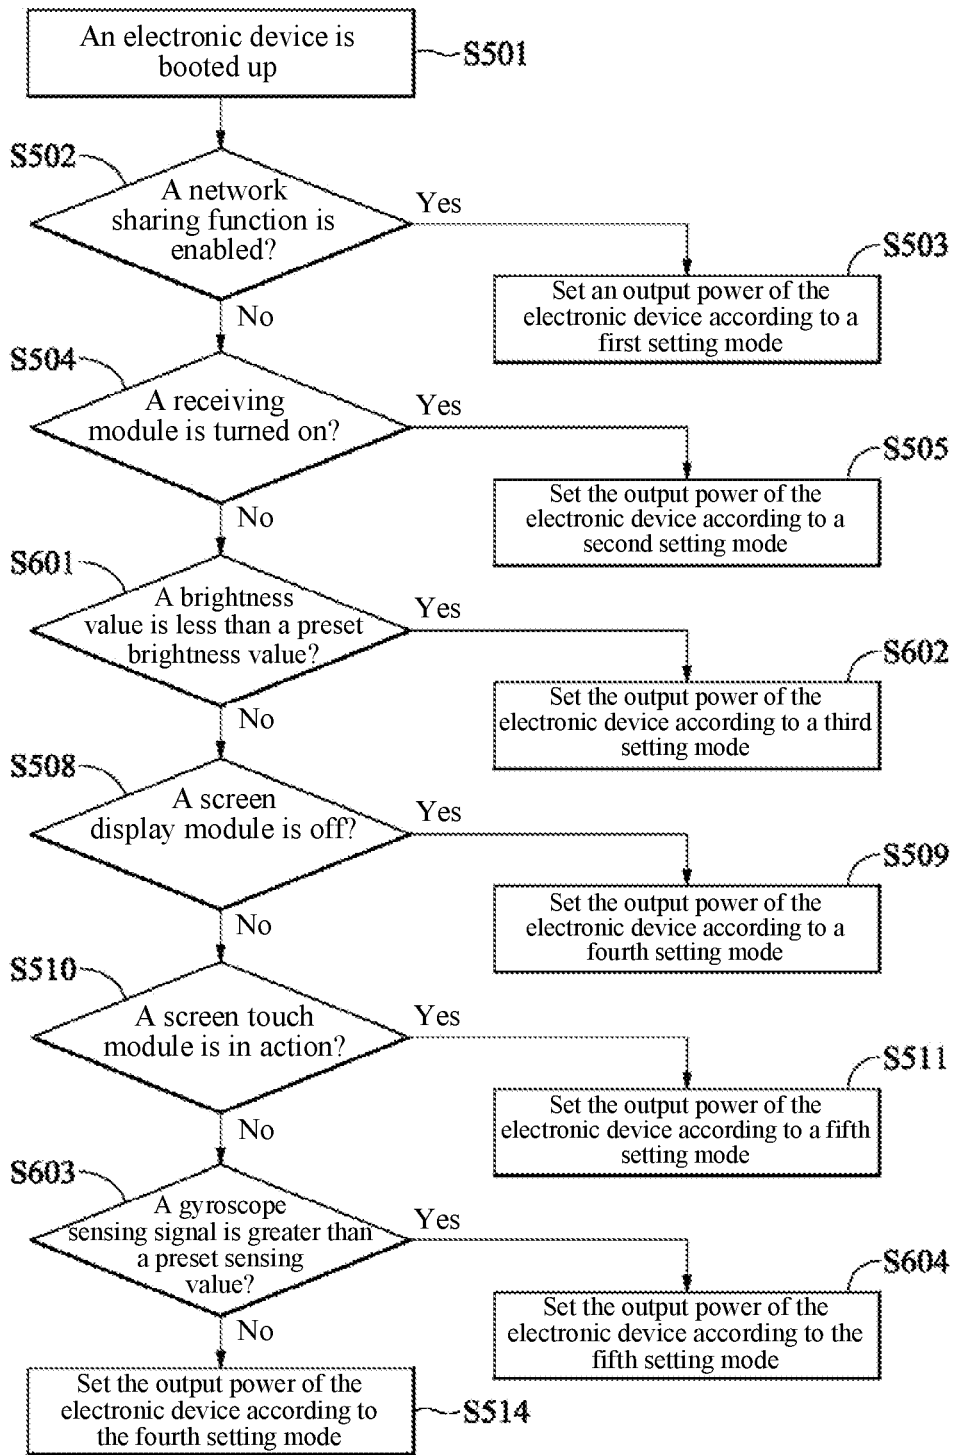 An electronic device is
booted up
S501
S502
A network
sharing function is
enabled?
Yes
No
S503
Set an output power of the
electronic device according to a
first setting mode
S504
A receiving
module is turned on?
Yes
No
S505
Set the output power of the
electronic device according to a
second setting mode
S601
A brightness
value is less than a preset
brightness value?
Yes
No
S602
Set the output power of the
electronic device according to a third
setting mode
S508
A screen
display module is off?
Yes
No
S509
Set the output power of the
electronic device according to a
fourth setting mode
S510
A screen touch
module is in action?
Yes
No
S511
Set the output power of the
electronic device according to a fifth
setting mode
S603
A gyroscope
sensing signal is greater than
a preset sensing
value?
Yes
No
S604
Set the output power of the
electronic device according to the
fifth setting mode
Set the output power of the
electronic device according to
the fourth setting mode
S514